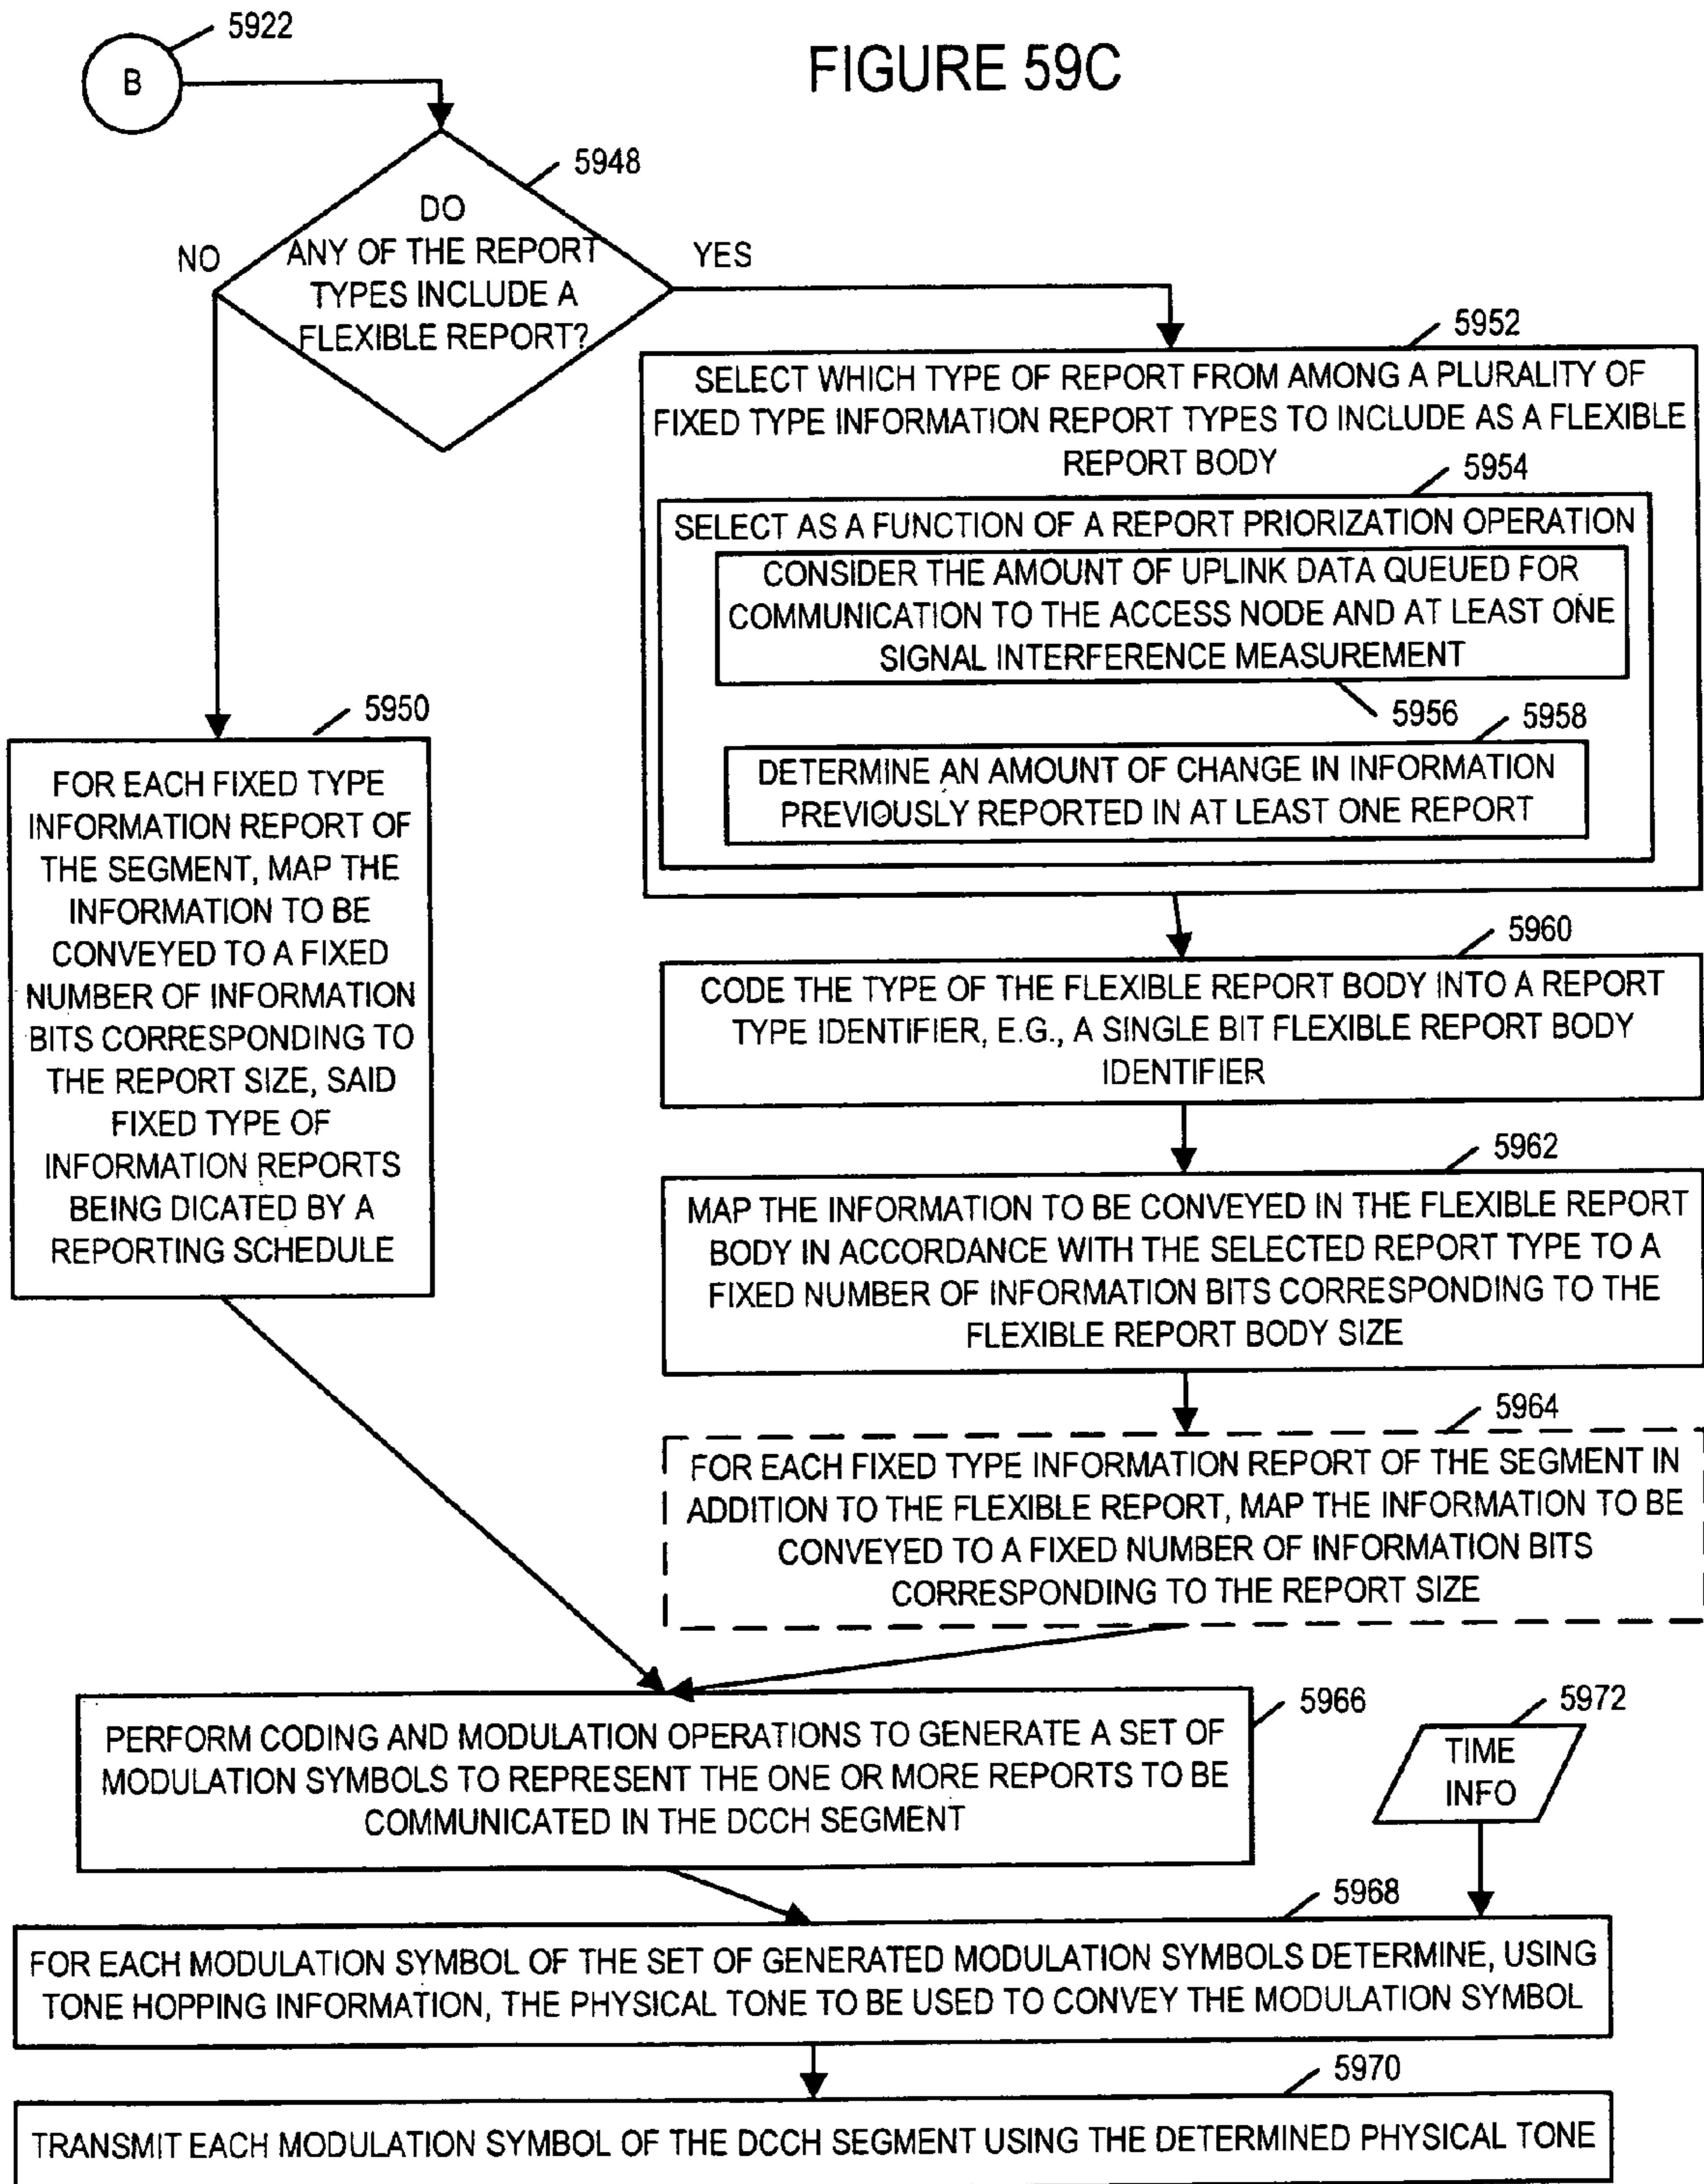 5922
FIGURE 59C
B
5948
DO
ANY OF THE REPORT
TYPES INCLUDE A
FLEXIBLE REPORT?
NO
YES
5952
SELECT WHICH TYPE OF REPORT FROM AMONG A PLURALITY OF
FIXED TYPE INFORMATION REPORT TYPES TO INCLUDE AS A FLEXIBLE
REPORT BODY
5954
SELECT AS A FUNCTION OF A REPORT PRIORIZATION OPERATION
CONSIDER THE AMOUNT OF UPLINK DATA QUEUED FOR
COMMUNICATION TO THE ACCESS NODE AND AT LEAST ONE
SIGNAL INTERFERENCE MEASUREMENT
5956
5958
DETERMINE AN AMOUNT OF CHANGE IN INFORMATION
PREVIOUSLY REPORTED IN AT LEAST ONE REPORT
5950
FOR EACH FIXED TYPE
INFORMATION REPORT OF
THE SEGMENT, MAP THE
INFORMATION TO BE
CONVEYED TO A FIXED
NUMBER OF INFORMATION
BITS CORRESPONDING TO
THE REPORT SIZE, SAID
FIXED TYPE OF
INFORMATION REPORTS
BEING DICATED BY A
REPORTING SCHEDULE
5960
CODE THE TYPE OF THE FLEXIBLE REPORT BODY INTO A REPORT
TYPE IDENTIFIER, E.G., A SINGLE BIT FLEXIBLE REPORT BODY
IDENTIFIER
5962
MAP THE INFORMATION TO BE CONVEYED IN THE FLEXIBLE REPORT
BODY IN ACCORDANCE WITH THE SELECTED REPORT TYPE TO A
FIXED NUMBER OF INFORMATION BITS CORRESPONDING TO THE
FLEXIBLE REPORT BODY SIZE
5964
FOR EACH FIXED TYPE INFORMATION REPORT OF THE SEGMENT IN
ADDITION TO THE FLEXIBLE REPORT, MAP THE INFORMATION TO BE
CONVEYED TO A FIXED NUMBER OF INFORMATION BITS
CORRESPONDING TO THE REPORT SIZE
5966
PERFORM CODING AND MODULATION OPERATIONS TO GENERATE A SET OF
MODULATION SYMBOLS TO REPRESENT THE ONE OR MORE REPORTS TO BE
COMMUNICATED IN THE DCCH SEGMENT
5972
TIME
INFO
5968
FOR EACH MODULATION SYMBOL OF THE SET OF GENERATED MODULATION SYMBOLS DETERMINE, USING
TONE HOPPING INFORMATION, THE PHYSICAL TONE TO BE USED TO CONVEY THE MODULATION SYMBOL
5970
TRANSMIT EACH MODULATION SYMBOL OF THE DCCH SEGMENT USING THE DETERMINED PHYSICAL TONE